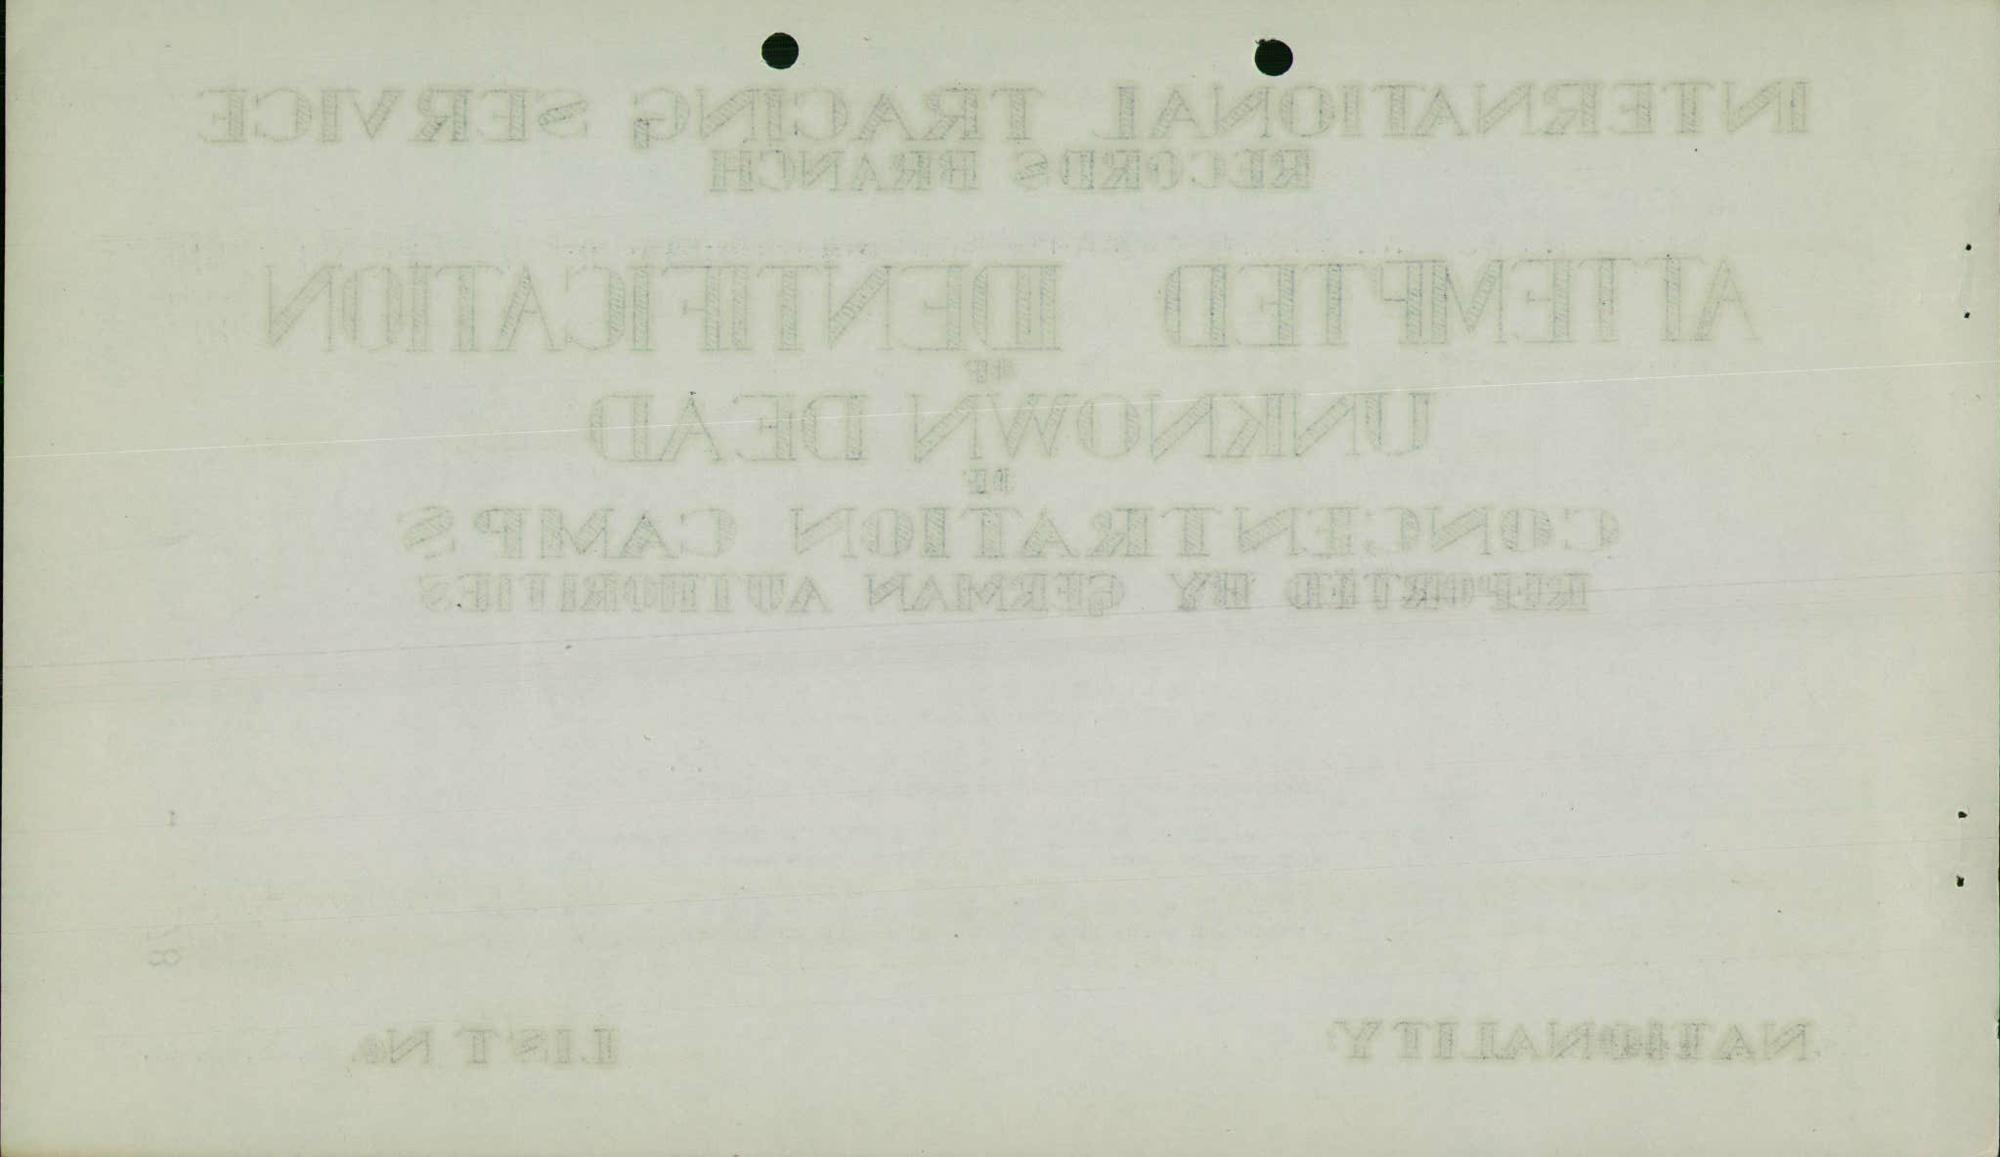 INTERNATIONAL TRACING SERVICE
RECORDS BRANCH
ATTEMPTED IDENTIFICATION
OF
UNKNOWN DEAD
OF
CONCENTRATION CAMPS
REPORTED BY GERMAN AUTHORITIES
NATIONALITY
LIST No.